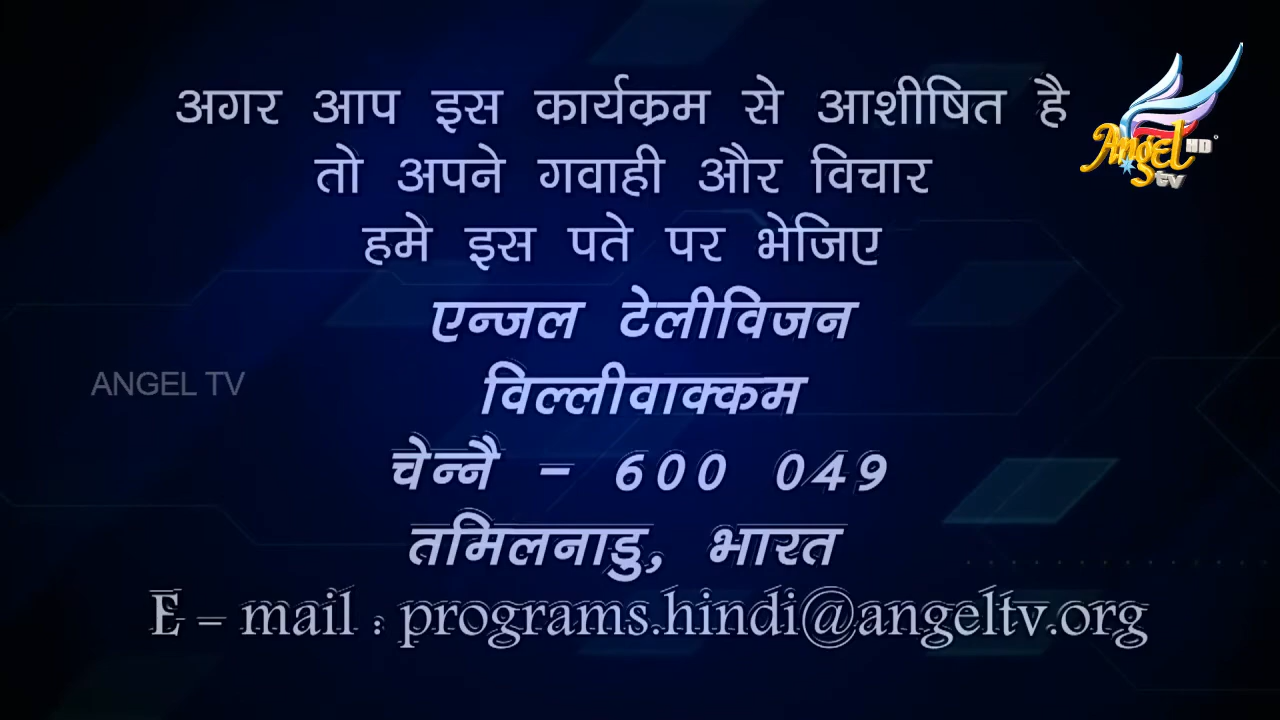 अगर आप इस कार्यक्रम से आशीषित है
तो अपने गवाही और विचार
हमे इस पते पर भेजिए
एन्जल टेलीविजन
विल्लीवाक्कम
चेन्नै - 600 049
तमिलनाडु, भारत
E - mail : programs.hindi@angeltv.org
ANGEL TV
Angel HD
tv